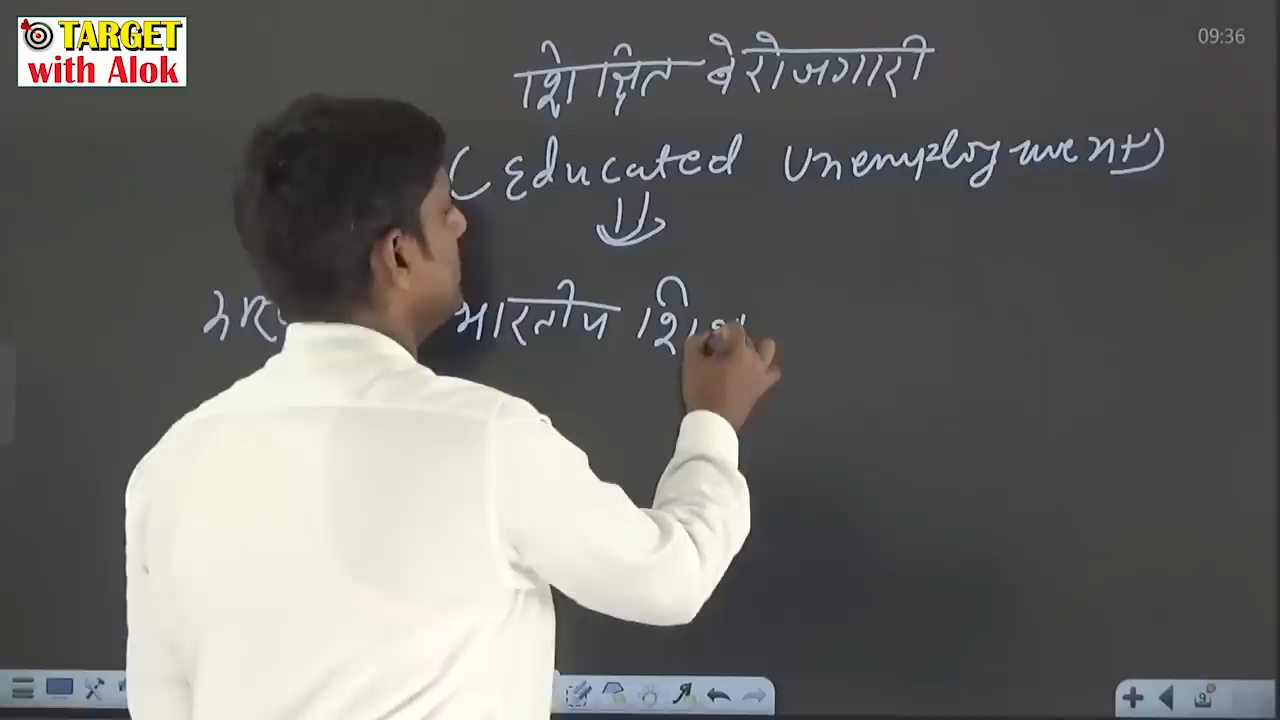 TARGET
with Alok
09:36
शिक्षित बेरोजगारी
(Educated Unemployment)
भारतीय